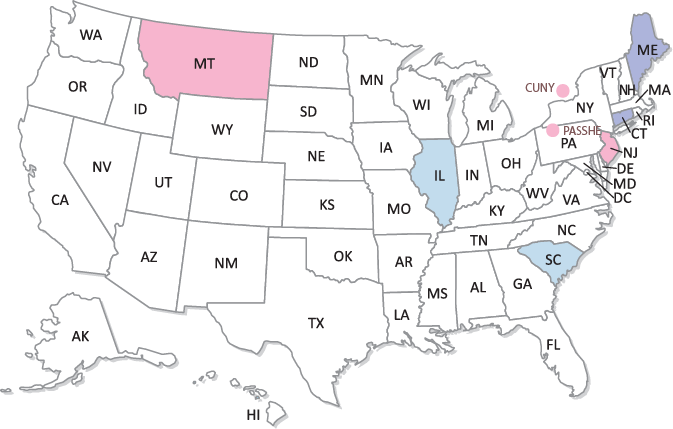 WA
MT
ND
MN
ME
VT
NH
MA
OR
ID
SD
WI
MI
CUNY
NY
RI
CT
WY
IA
PASSHE
PA
NJ
NV
UT
NE
IL
IN
OH
DE
MD
DC
CA
CO
KS
MO
KY
WV
VA
AZ
NM
OK
AR
TN
NC
SC
TX
LA
MS
AL
GA
AK
FL
HI